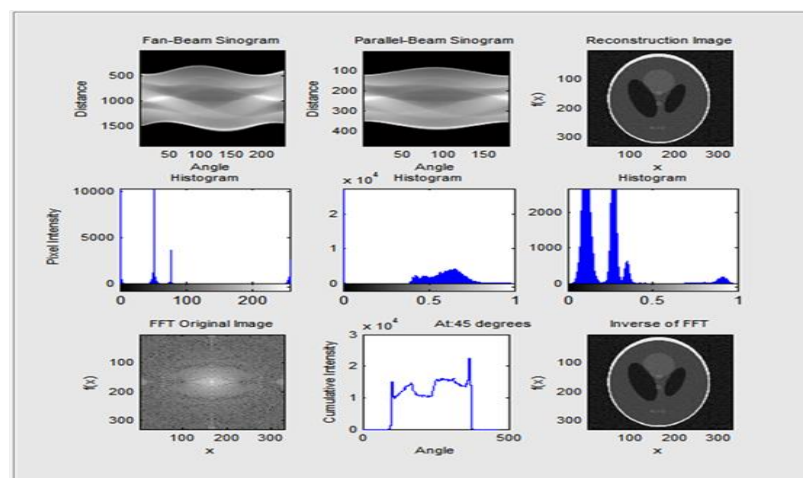 Fan-Beam Sinogram
Parallel-Beam Sinogram
Reconstruction Image
500
1000
1500
Distance
50 100 150 200
Angle
100
200
300
400
Distance
50 100 150
Angle
100
200
300
f(x)
100 200 300
x
Histogram
10000
5000
0
Pixel Intensity
0 100 200
x 10^4
Histogram
2
1
0
0 0.5 1
Histogram
2000
1000
0
0 0.5 1
FFT Original Image
100
200
300
f(x)
100 200 300
x
x 10^4
At:45 degrees
3
2
1
0
Cumulative Intensity
0 500
Angle
Inverse of FFT
100
200
300
f(x)
100 200 300
x